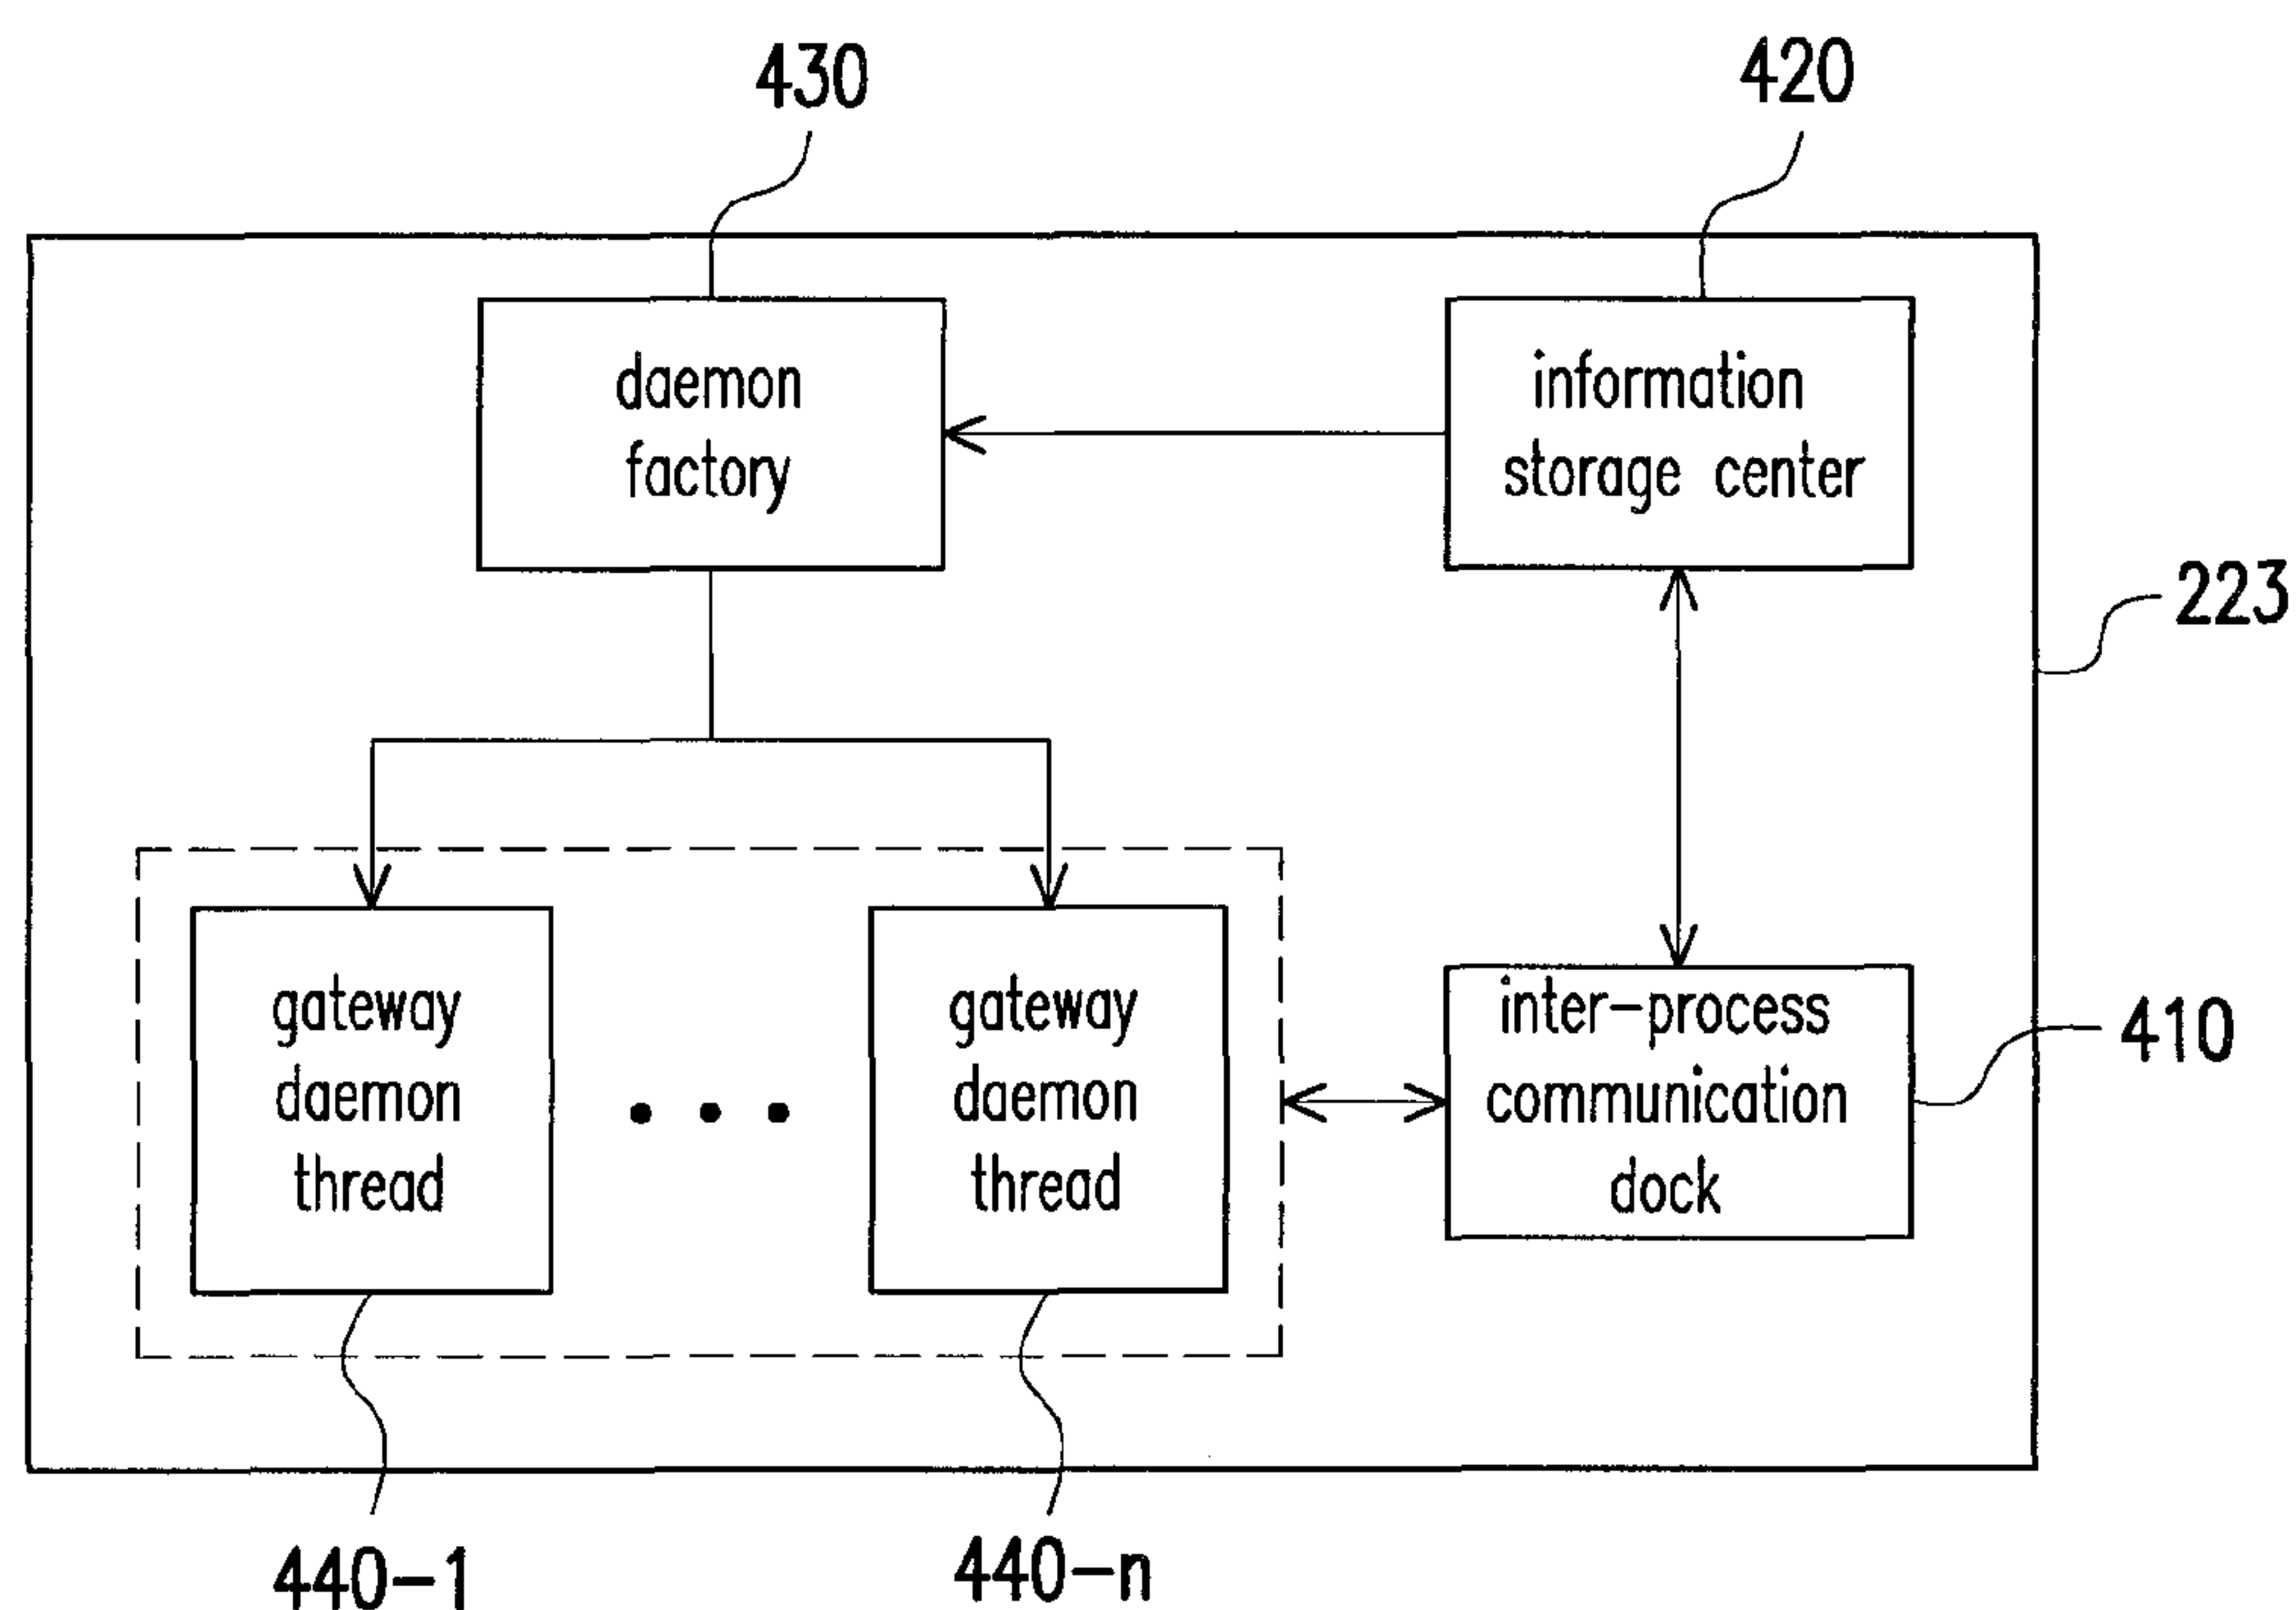 430
420
daemon
factory
information
storage center
223
gateway
daemon
thread
gateway
daemon
thread
inter-process
communication
dock
410
440-1
440-n